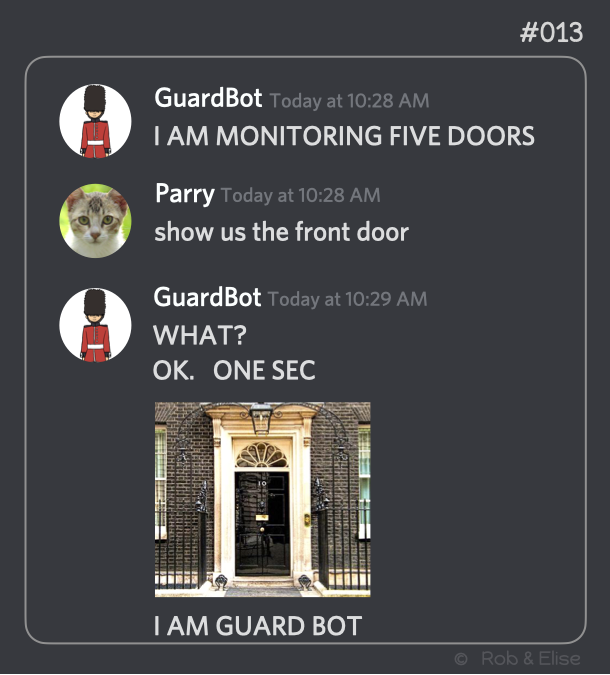 #013
GuardBot Today at 10:28 AM
I AM MONITORING FIVE DOORS
Parry Today at 10:28 AM
show us the front door
GuardBot Today at 10:29 AM
WHAT?
OK. ONE SEC
10
I AM GUARD BOT
© Rob & Elise